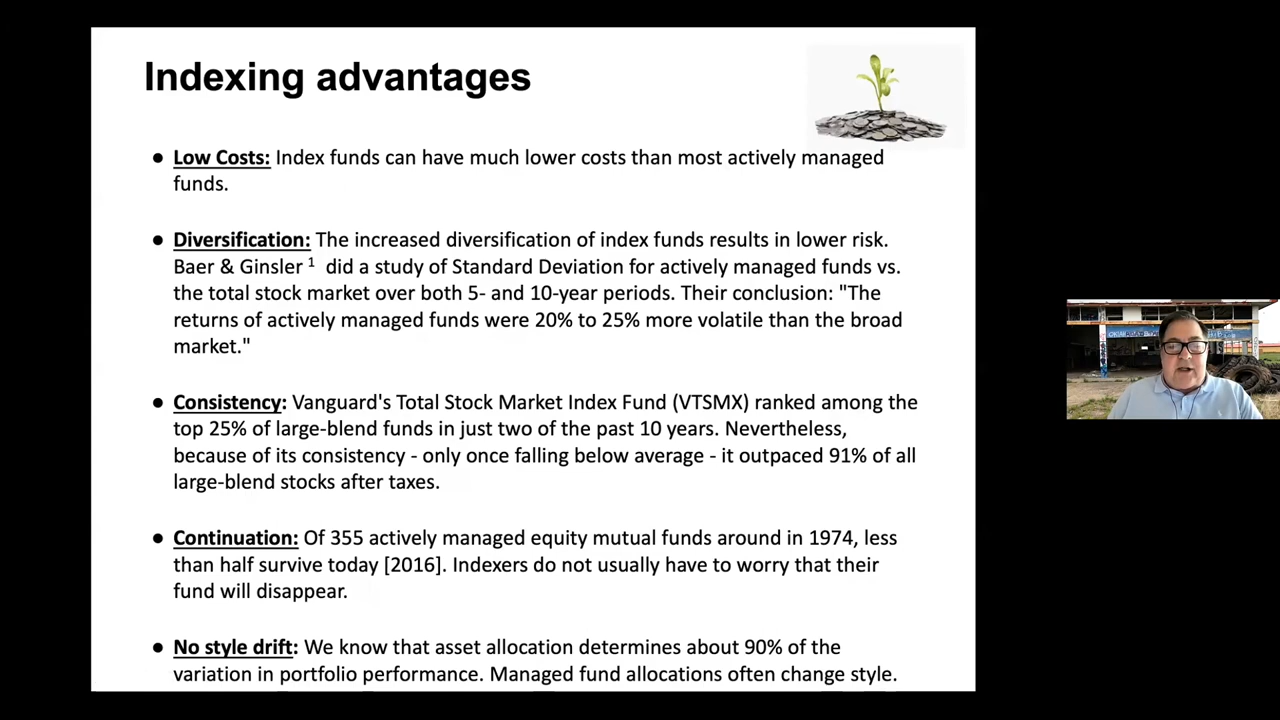 Indexing advantages
● Low Costs: Index funds can have much lower costs than most actively managed
funds.
● Diversification: The increased diversification of index funds results in lower risk.
Baer & Ginsler 1 did a study of Standard Deviation for actively managed funds vs.
the total stock market over both 5- and 10-year periods. Their conclusion: "The
returns of actively managed funds were 20% to 25% more volatile than the broad
market."
● Consistency: Vanguard's Total Stock Market Index Fund (VTSMX) ranked among the
top 25% of large-blend funds in just two of the past 10 years. Nevertheless,
because of its consistency - only once falling below average - it outpaced 91% of all
large-blend stocks after taxes.
● Continuation: Of 355 actively managed equity mutual funds around in 1974, less
than half survive today [2016]. Indexers do not usually have to worry that their
fund will disappear.
● No style drift: We know that asset allocation determines about 90% of the
variation in portfolio performance. Managed fund allocations often change style.